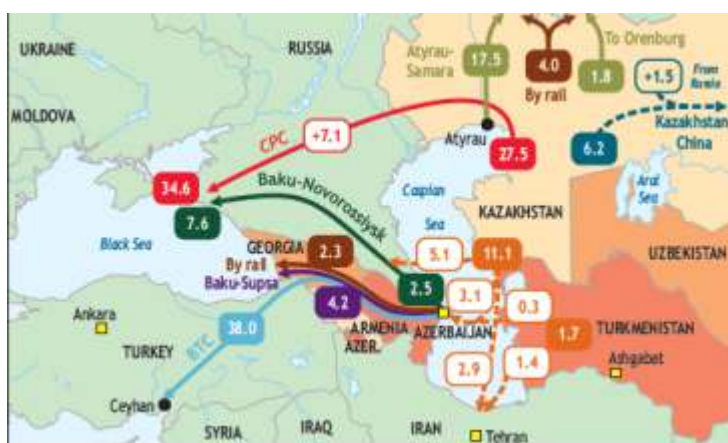 UKRAINE
RUSSIA
Atyrau-
Samara
17.5
4.0
By rail
To Orenburg
1.8
+1.5
From
Russia
Kazakhstan
China
MOLDOVA
CPC
+7.1
Atyrau
27.5
6.2
34.6
7.6
Baku-Novorossiysk
Caspian
Sea
Aral
Sea
KAZAKHSTAN
Black Sea
GEORGIA
By rail
2.3
Baku-Supsa
5.1
11.1
UZBEKISTAN
4.2
2.5
3.1
0.3
Ankara
38.0
BTC
ARMENIA
AZER.
AZERBAIJAN
1.7
TURKMENISTAN
TURKEY
2.9
1.4
Ashgabat
Ceyhan
SYRIA
IRAQ
IRAN
Tehran